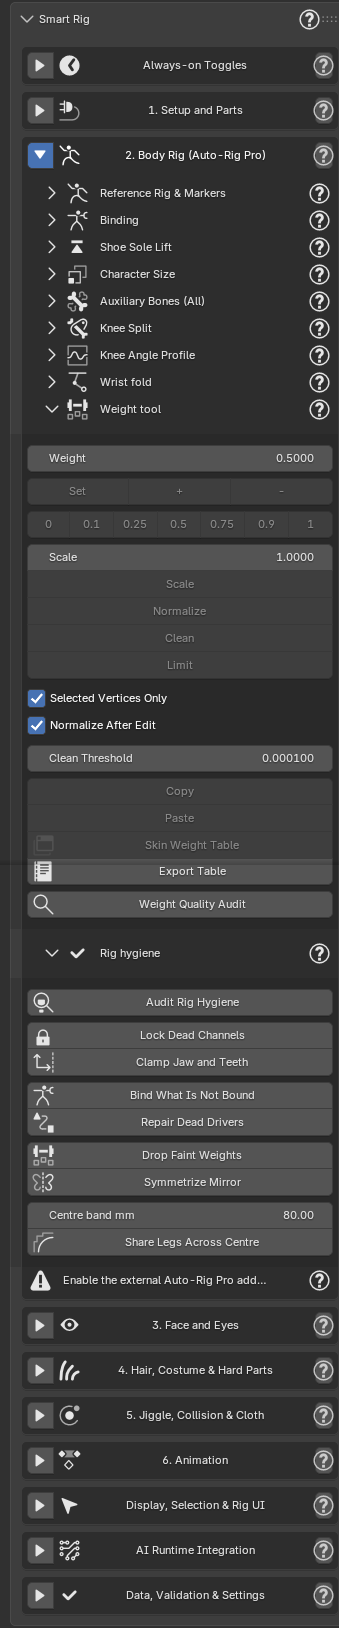 Smart Rig
Always-on Toggles
1. Setup and Parts
2. Body Rig (Auto-Rig Pro)
Reference Rig & Markers
Binding
Shoe Sole Lift
Character Size
Auxiliary Bones (All)
Knee Split
Knee Angle Profile
Wrist fold
Weight tool
Weight 0.5000
Set + -
0 0.1 0.25 0.5 0.75 0.9 1
Scale 1.0000
Scale
Normalize
Clean
Limit
Selected Vertices Only
Normalize After Edit
Clean Threshold 0.000100
Copy
Paste
Skin Weight Table
Export Table
Weight Quality Audit
Rig hygiene
Audit Rig Hygiene
Lock Dead Channels
Clamp Jaw and Teeth
Bind What Is Not Bound
Repair Dead Drivers
Drop Faint Weights
Symmetrize Mirror
Centre band mm 80.00
Share Legs Across Centre
Enable the external Auto-Rig Pro add...
3. Face and Eyes
4. Hair, Costume & Hard Parts
5. Jiggle, Collision & Cloth
6. Animation
Display, Selection & Rig UI
AI Runtime Integration
Data, Validation & Settings